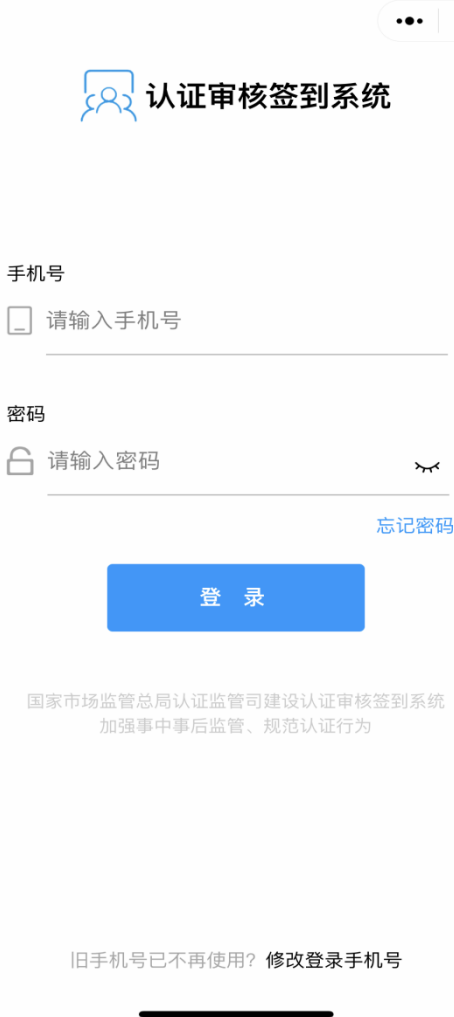 认证审核签到系统
手机号
请输入手机号
密码
请输入密码
忘记密码
登 录
国家市场监管总局认证监管司建设认证审核签到系统
加强事中事后监管、规范认证行为
旧手机号已不再使用? 修改登录手机号